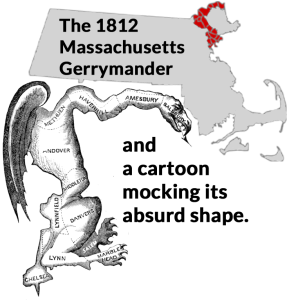 The 1812
Massachusetts
Gerrymander
and
a cartoon
mocking its
absurd shape.
AMESBURY
HAVERHILL
METHUEN
ANDOVER
MIDDLETON
LYNNFIELD
DANVERS
LYNN
CHELSEA